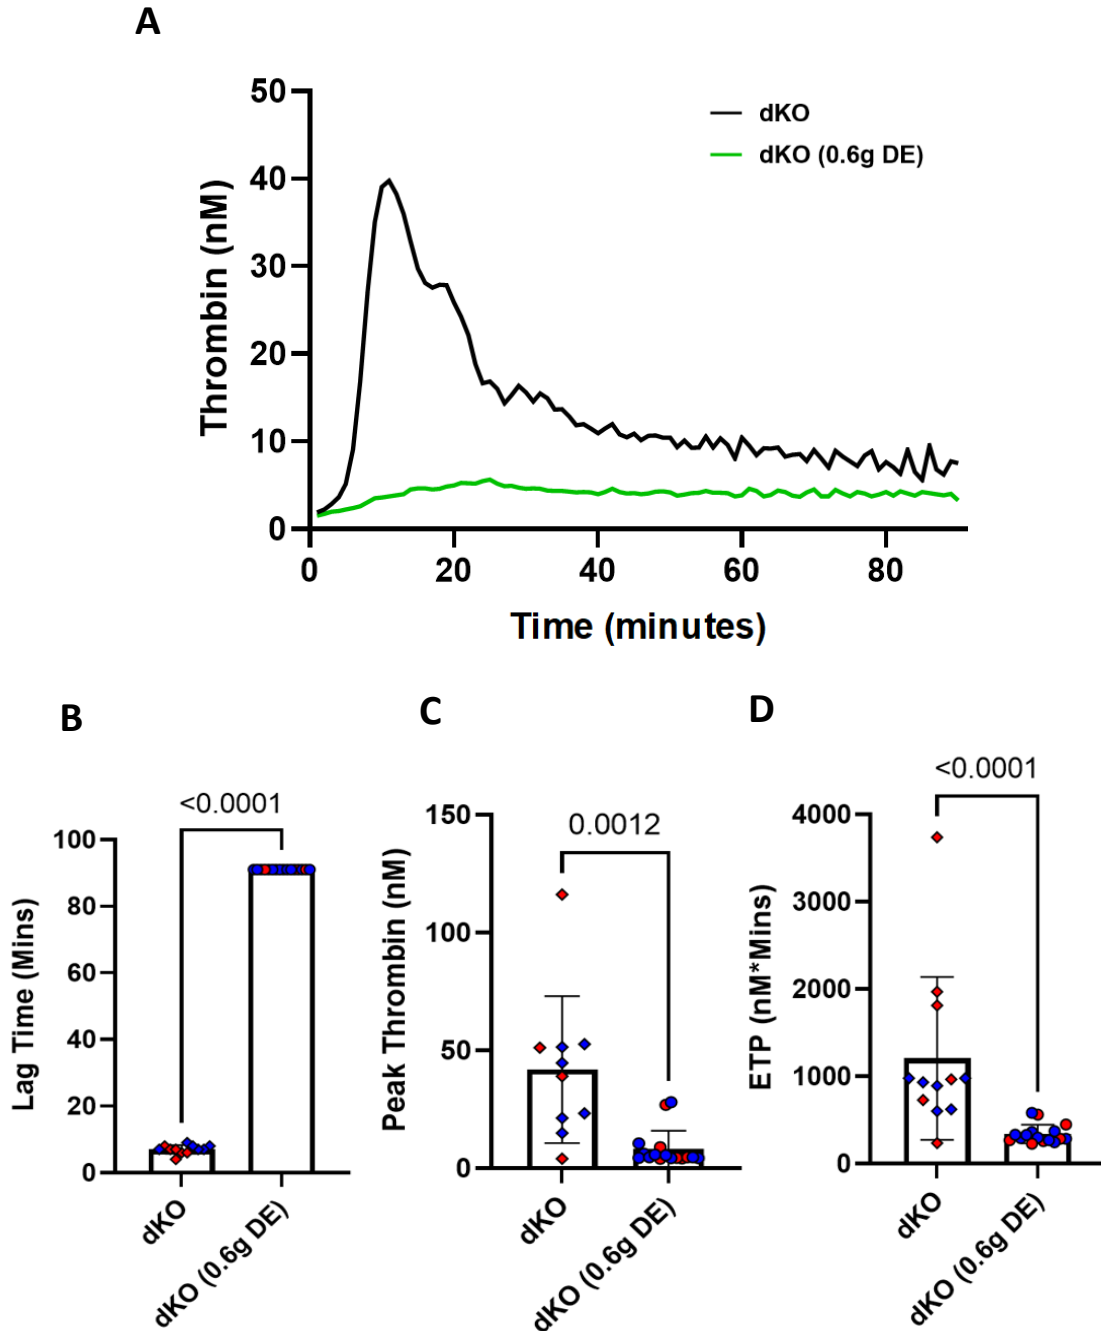 A
50
40
30
20
10
0
Thrombin (nM)
dKO
dKO (0.6g DE)
0 20 40 60 80
Time (minutes)
B
<0.0001
100
80
60
40
20
0
Lag Time (Mins)
dKO
dKO (0.6g DE)
C
0.0012
150
100
50
0
Peak Thrombin (nM)
dKO
dKO (0.6g DE)
D
<0.0001
4000
3000
2000
1000
0
ETP (nM*Mins)
dKO
dKO (0.6g DE)